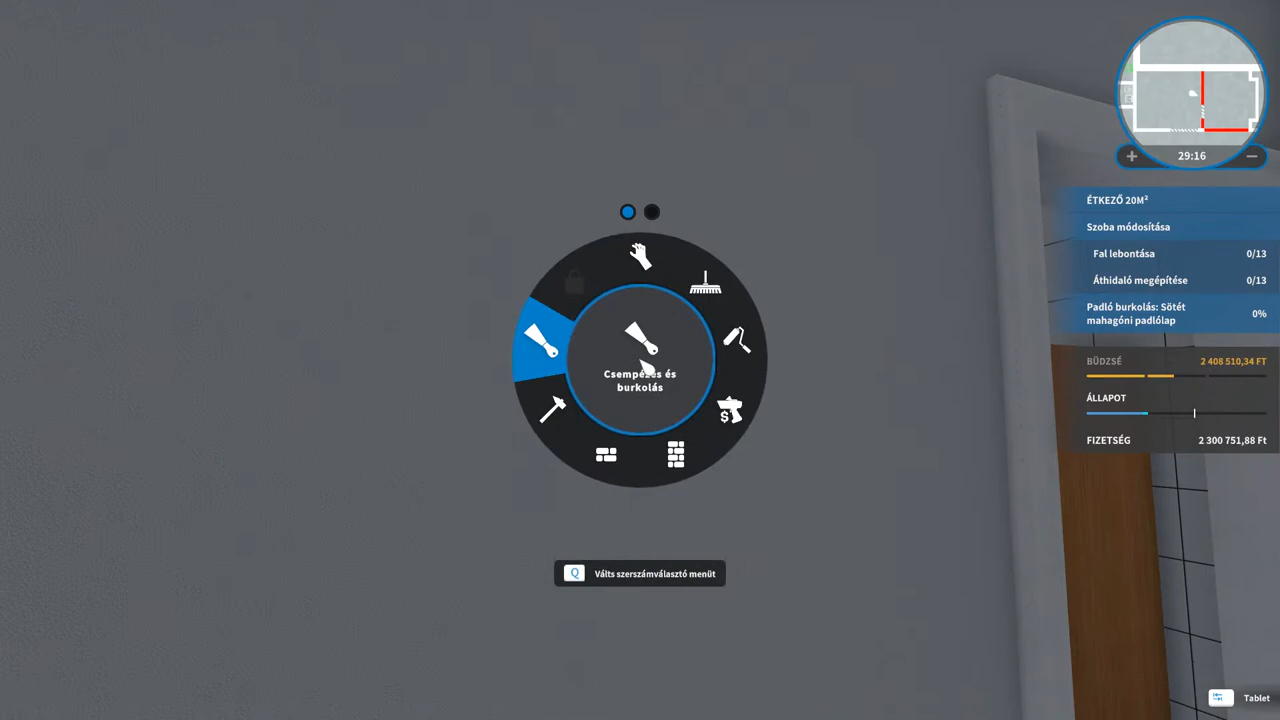 29:16
ÉTKEZŐ 20M²
Szoba módosítása
Fal lebontása 0/13
Áthidaló megépítése 0/13
Padló burkolás: Sötét
mahagóni padlólap 0%
BÜDZSÉ 2 408 510,34 FT
ÁLLAPOT
FIZETSÉG 2 300 751,88 Ft
Csempézés és
burkolás
Q Válts szerszámválasztó menüt
Tablet